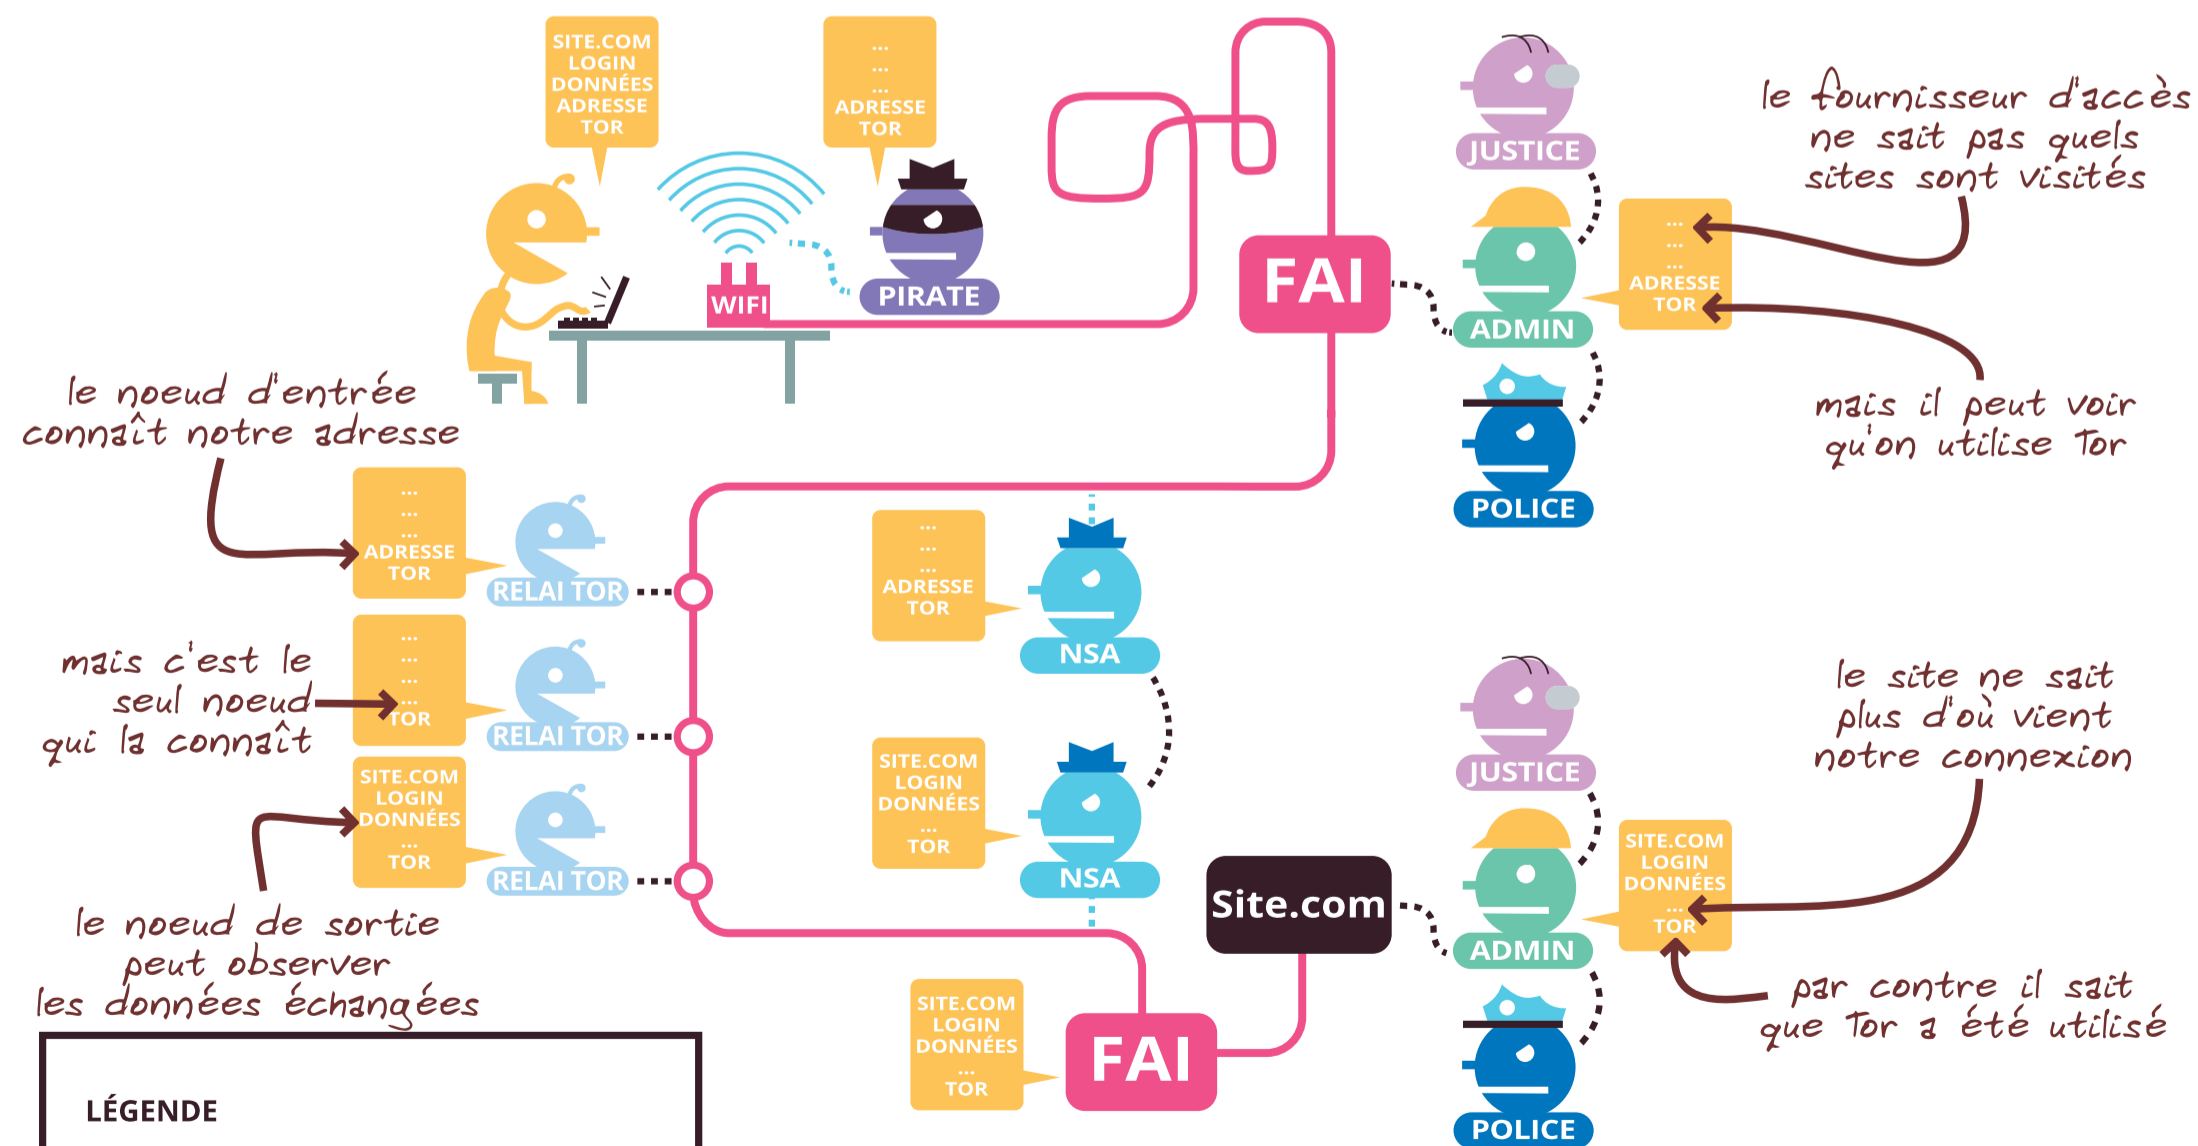 SITE.COM
LOGIN
DONNÉES
ADRESSE
TOR
...
...
...
ADRESSE
TOR
WIFI
PIRATE
FAI
JUSTICE
ADMIN
POLICE
...
...
...
ADRESSE
TOR
le fournisseur d'accès
ne sait pas quels
sites sont visités
mais il peut voir
qu'on utilise Tor
le noeud d'entrée
connaît notre adresse
...
...
...
ADRESSE
TOR
RELAI TOR
mais c'est le
seul noeud
qui la connaît
...
...
...
...
TOR
RELAI TOR
SITE.COM
LOGIN
DONNÉES
...
TOR
RELAI TOR
le noeud de sortie
peut observer
les données échangées
...
...
...
ADRESSE
TOR
NSA
SITE.COM
LOGIN
DONNÉES
...
TOR
NSA
Site.com
SITE.COM
LOGIN
DONNÉES
...
TOR
FAI
JUSTICE
ADMIN
POLICE
SITE.COM
LOGIN
DONNÉES
...
TOR
le site ne sait
plus d'où vient
notre connexion
par contre il sait
que Tor a été utilisé
LÉGENDE